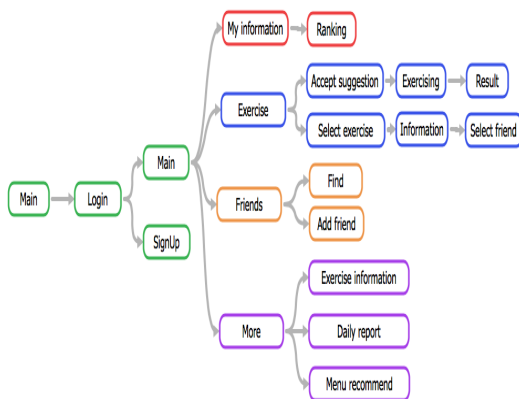 My information
Ranking
Accept suggestion
Exercising
Result
Exercise
Select exercise
Information
Select friend
Main
Main
Login
SignUp
Friends
Find
Add friend
More
Exercise information
Daily report
Menu recommend